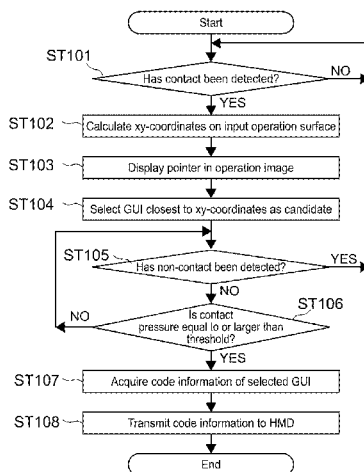 Start
ST101
Has contact been detected?
NO
YES
ST102
Calculate xy-coordinates on input operation surface
ST103
Display pointer in operation image
ST104
Select GUI closest to xy-coordinates as candidate
ST105
Has non-contact been detected?
YES
NO
ST106
NO
Is contact
pressure equal to or larger than
threshold?
YES
ST107
Acquire code information of selected GUI
ST108
Transmit code information to HMD
End